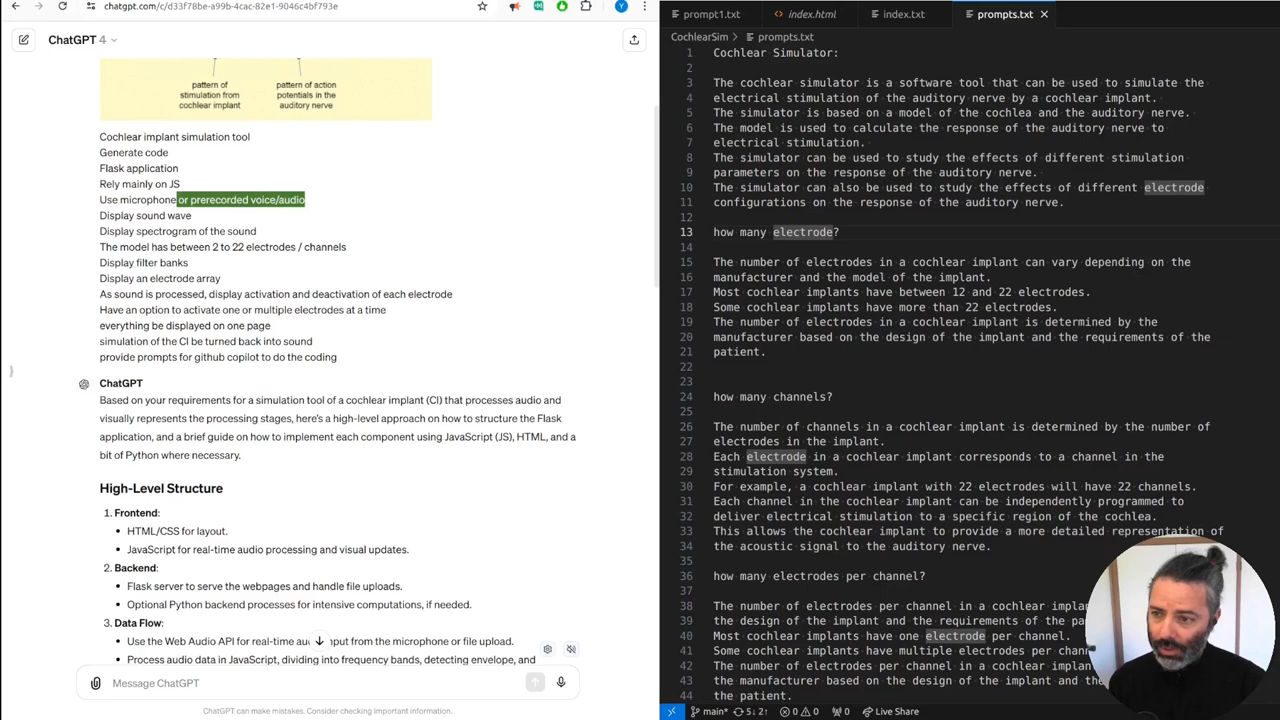 chatgpt.com/c/d33f78be-a99b-4cac-82e1-9046c4bf793e
Y
ChatGPT 4
pattern of
stimulation from
cochlear implant
pattern of action
potentials in the
auditory nerve
Cochlear implant simulation tool
Generate code
Flask application
Rely mainly on JS
Use microphone or prerecorded voice/audio
Display sound wave
Display spectrogram of the sound
The model has between 2 to 22 electrodes / channels
Display filter banks
Display an electrode array
As sound is processed, display activation and deactivation of each electrode
Have an option to activate one or multiple electrodes at a time
everything be displayed on one page
simulation of the CI be turned back into sound
provide prompts for github copilot to do the coding
ChatGPT
Based on your requirements for a simulation tool of a cochlear implant (CI) that processes audio and
visually represents the processing stages, here's a high-level approach on how to structure the Flask
application, and a brief guide on how to implement each component using JavaScript (JS), HTML, and a
bit of Python where necessary.
High-Level Structure
1. Frontend:
• HTML/CSS for layout.
• JavaScript for real-time audio processing and visual updates.
2. Backend:
• Flask server to serve the webpages and handle file uploads.
• Optional Python backend processes for intensive computations, if needed.
3. Data Flow:
• Use the Web Audio API for real-time input from the microphone or file upload.
• Process audio data in JavaScript, dividing into frequency bands, detecting envelope, and
Message ChatGPT
ChatGPT can make mistakes. Consider checking important information.
prompt1.txt
index.html
index.txt
prompts.txt
CochlearSim > prompts.txt
1 Cochlear Simulator:
2
3 The cochlear simulator is a software tool that can be used to simulate the
4 electrical stimulation of the auditory nerve by a cochlear implant.
5 The simulator is based on a model of the cochlea and the auditory nerve.
6 The model is used to calculate the response of the auditory nerve to
7 electrical stimulation.
8 The simulator can be used to study the effects of different stimulation
9 parameters on the response of the auditory nerve.
10 The simulator can also be used to study the effects of different electrode
11 configurations on the response of the auditory nerve.
12
13 how many electrode?
14
15 The number of electrodes in a cochlear implant can vary depending on the
16 manufacturer and the model of the implant.
17 Most cochlear implants have between 12 and 22 electrodes.
18 Some cochlear implants have more than 22 electrodes.
19 The number of electrodes in a cochlear implant is determined by the
20 manufacturer based on the design of the implant and the requirements of the
21 patient.
22
23
24 how many channels?
25
26 The number of channels in a cochlear implant is determined by the number of
27 electrodes in the implant.
28 Each electrode in a cochlear implant corresponds to a channel in the
29 stimulation system.
30 For example, a cochlear implant with 22 electrodes will have 22 channels.
31 Each channel in the cochlear implant can be independently programmed to
32 deliver electrical stimulation to a specific region of the cochlea.
33 This allows the cochlear implant to provide a more detailed representation of
34 the acoustic signal to the auditory nerve.
35
36 how many electrodes per channel?
37
38 The number of electrodes per channel in a cochlear
39 the design of the implant and the requirements of the
40 Most cochlear implants have one electrode per channel.
41 Some cochlear implants have multiple electrodes per
42 The number of electrodes per channel in a cochlear
43 manufacturer based on the design of the implant and
44 the patient.
main* 5↓ 2↑ 0 0 0 Live Share